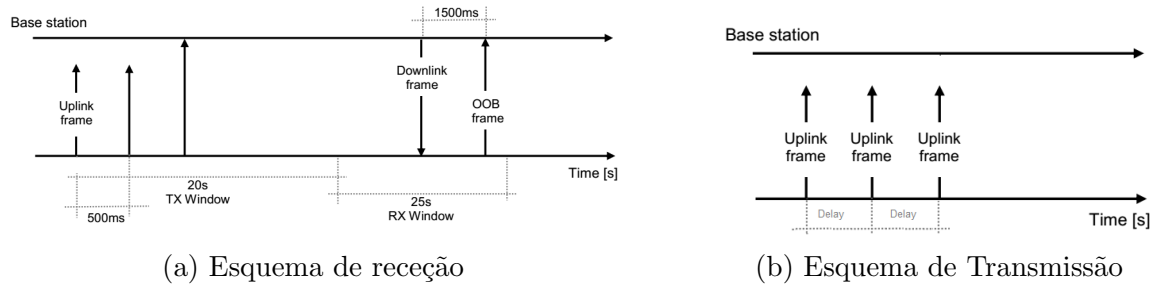 1500ms
Base station
Uplink
frame
Downlink
frame
OOB
frame
Time [s]
20s
TX Window
25s
RX Window
500ms
(a) Esquema de receção
Base station
Uplink
frame
Uplink
frame
Uplink
frame
Delay
Delay
Time [s]
(b) Esquema de Transmissão